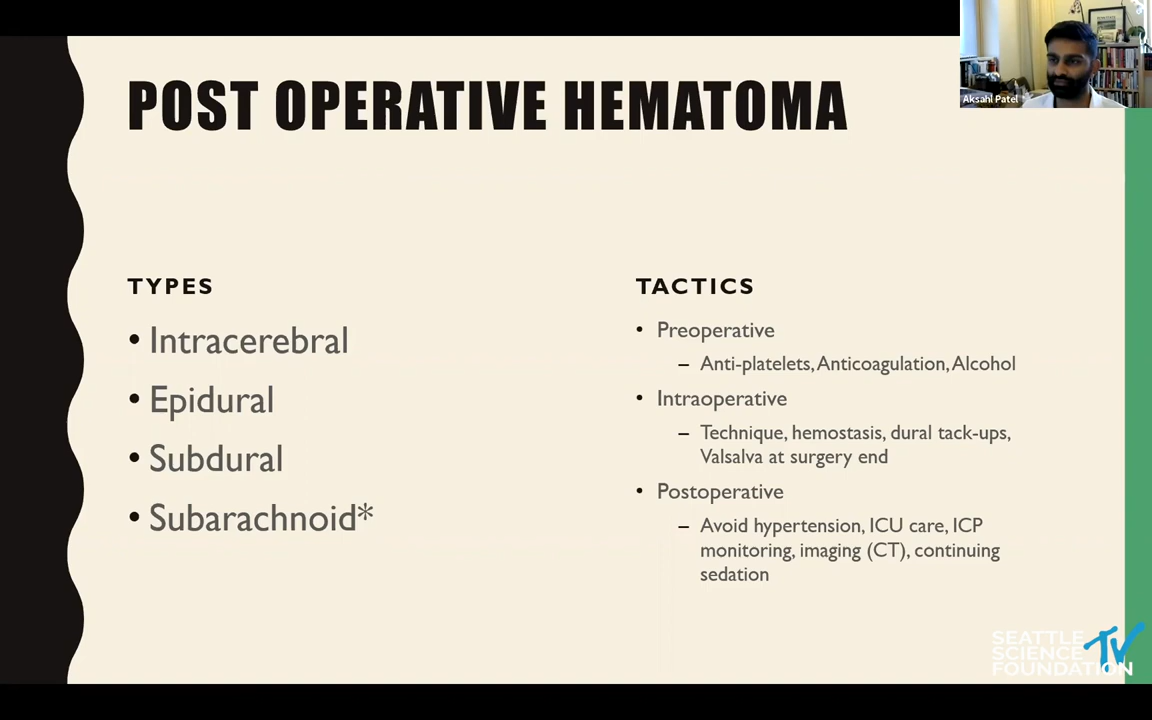 POST OPERATIVE HEMATOMA
Aksahl Patel
TYPES
• Intracerebral
• Epidural
• Subdural
• Subarachnoid*
TACTICS
• Preoperative
– Anti-platelets, Anticoagulation, Alcohol
• Intraoperative
– Technique, hemostasis, dural tack-ups,
Valsalva at surgery end
• Postoperative
– Avoid hypertension, ICU care, ICP
monitoring, imaging (CT), continuing
sedation
SEATTLE
SCIENCE
FOUNDATION
TV